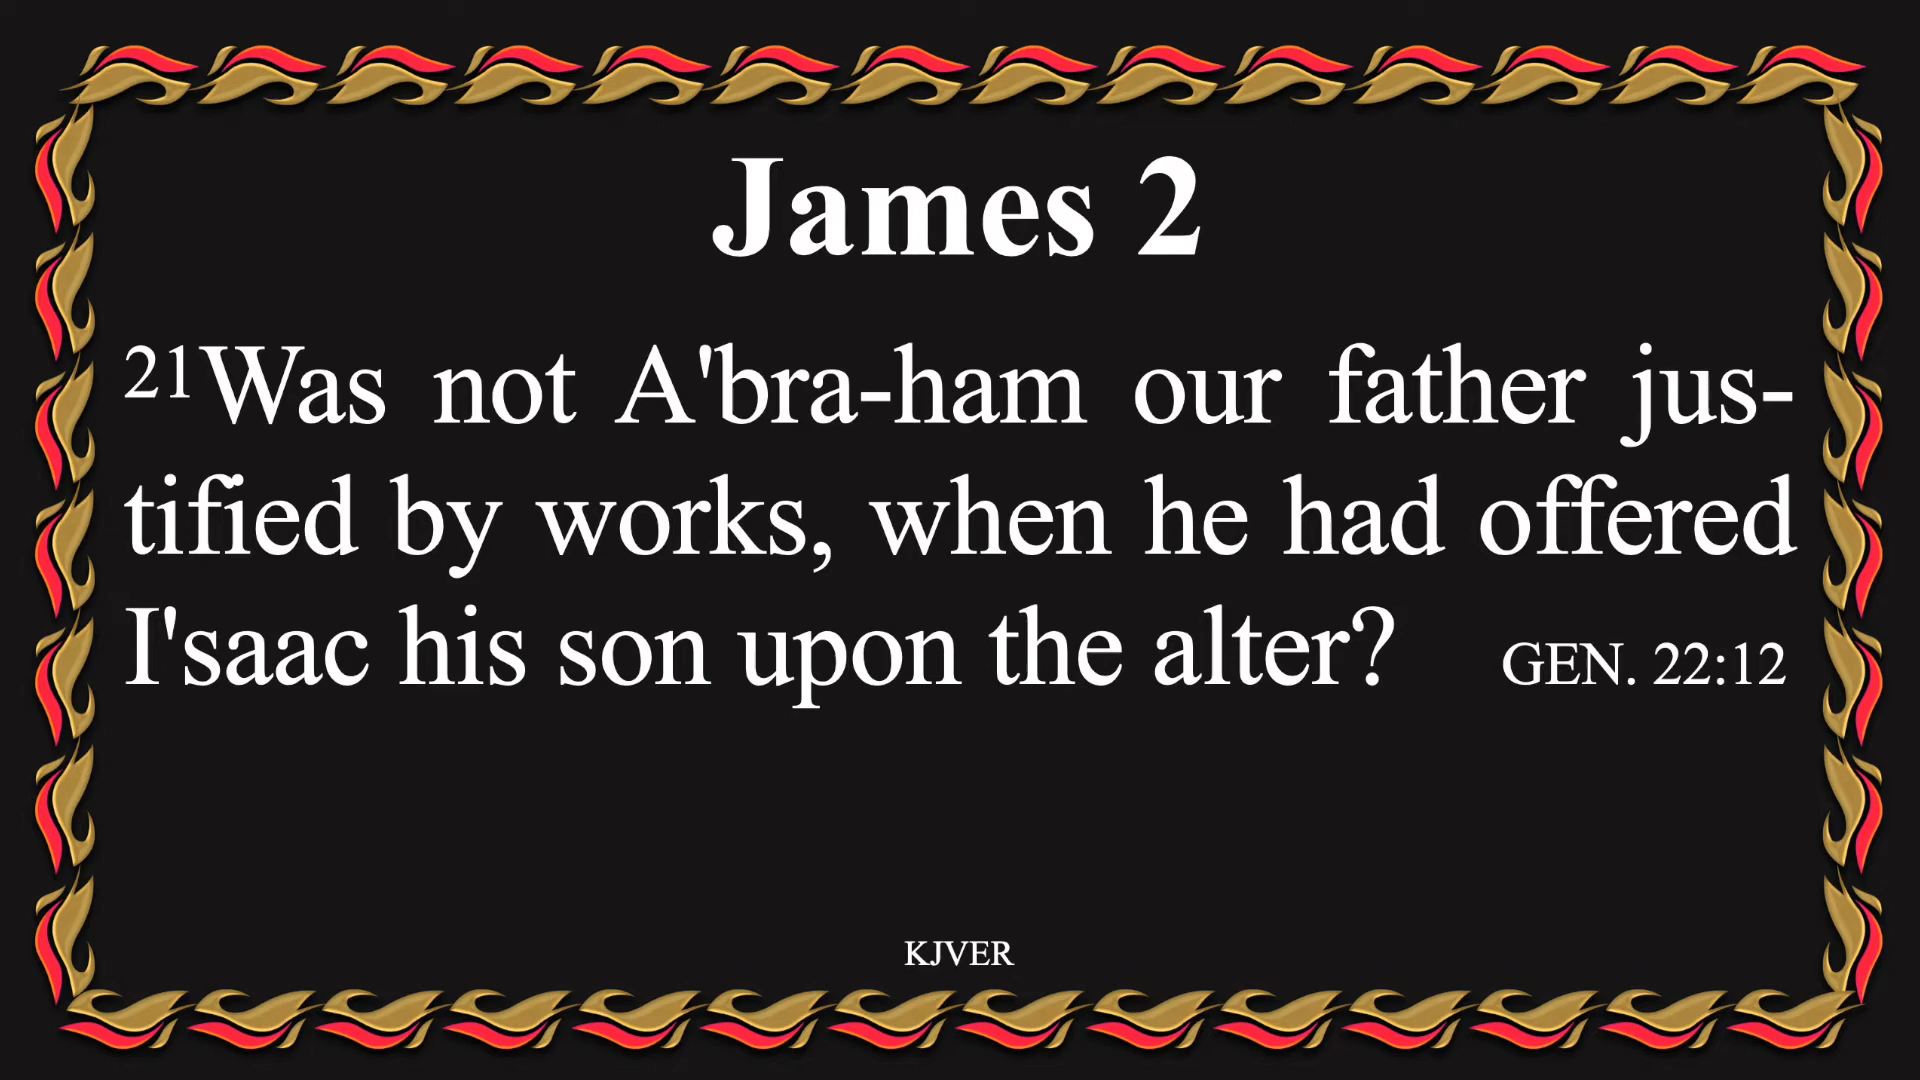 James 2
21Was not A'bra-ham our father jus-
tified by works, when he had offered
I'saac his son upon the alter? GEN. 22:12
KJVER